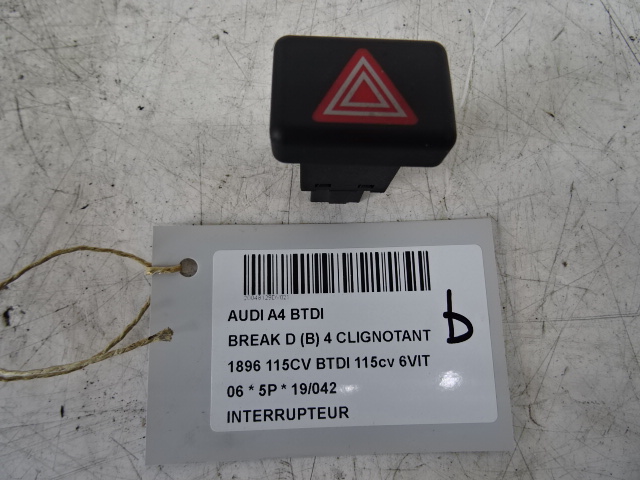 AUDI A4 BTDI
BREAK D (B) 4 CLIGNOTANT
1896 115CV BTDI 115cv 6VIT
06 * 5P * 19/042
INTERRUPTEUR
b